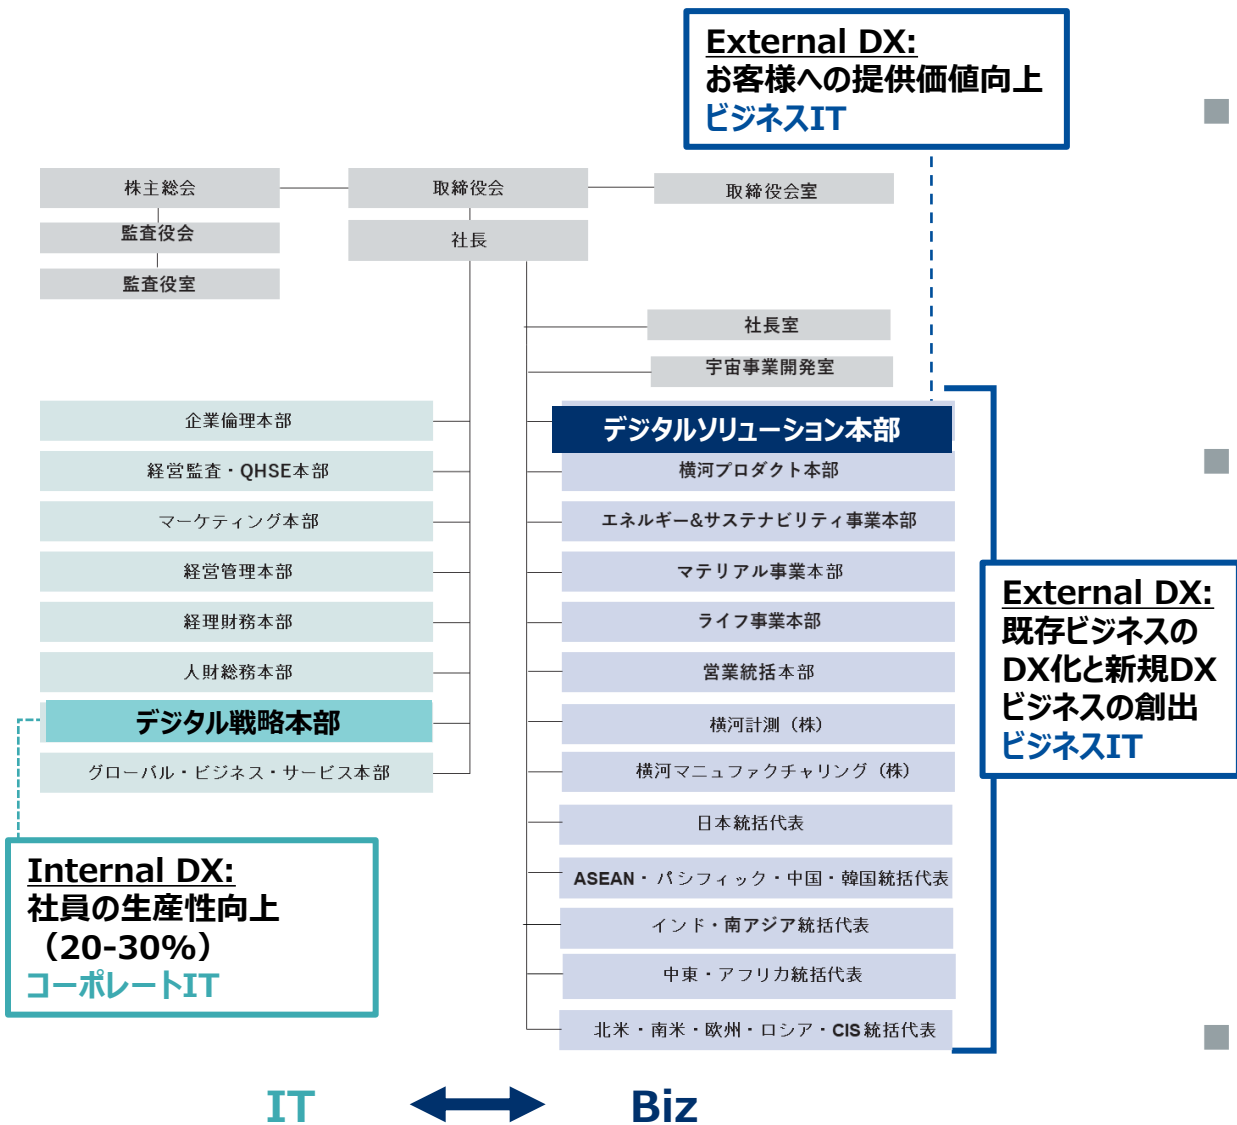 External DX:
お客様への提供価値向上
ビジネスIT
株主総会
取締役会
取締役会室
監査役会
社長
監査役室
社長室
宇宙事業開発室
企業倫理本部
経営監査・QHSE本部
マーケティング本部
経営管理本部
経理財務本部
人財総務本部
デジタル戦略本部
グローバル・ビジネス・サービス本部
デジタルソリューション本部
横河プロダクト本部
エネルギー&サステナビリティ事業本部
マテリアル事業本部
ライフ事業本部
営業統括本部
横河計測（株）
横河マニュファクチャリング（株）
日本統括代表
ASEAN・パシフィック・中国・韓国統括代表
インド・南アジア統括代表
中東・アフリカ統括代表
北米・南米・欧州・ロシア・CIS統括代表
External DX:
既存ビジネスの
DX化と新規DX
ビジネスの創出
ビジネスIT
Internal DX:
社員の生産性向上
（20-30%）
コーポレートIT
IT
Biz